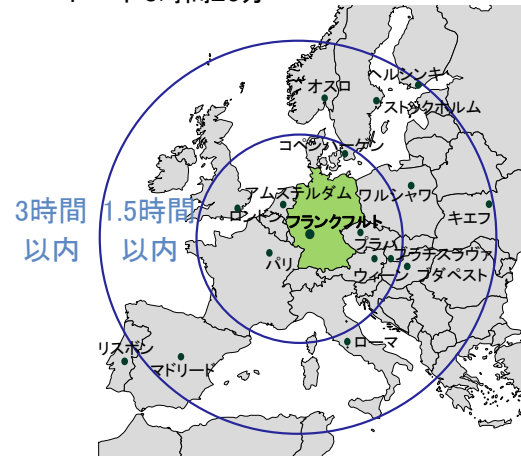 オスロ
ヘルシンキ
ストックホルム
コペンハーゲン
アムステルダム
ワルシャワ
3時間
以内
1.5時間
以内
ロンドン
フランクフルト
キエフ
プラハ
ブラチスラヴァ
パリ
ウィーン
ブダペスト
ローマ
リスボン
マドリード